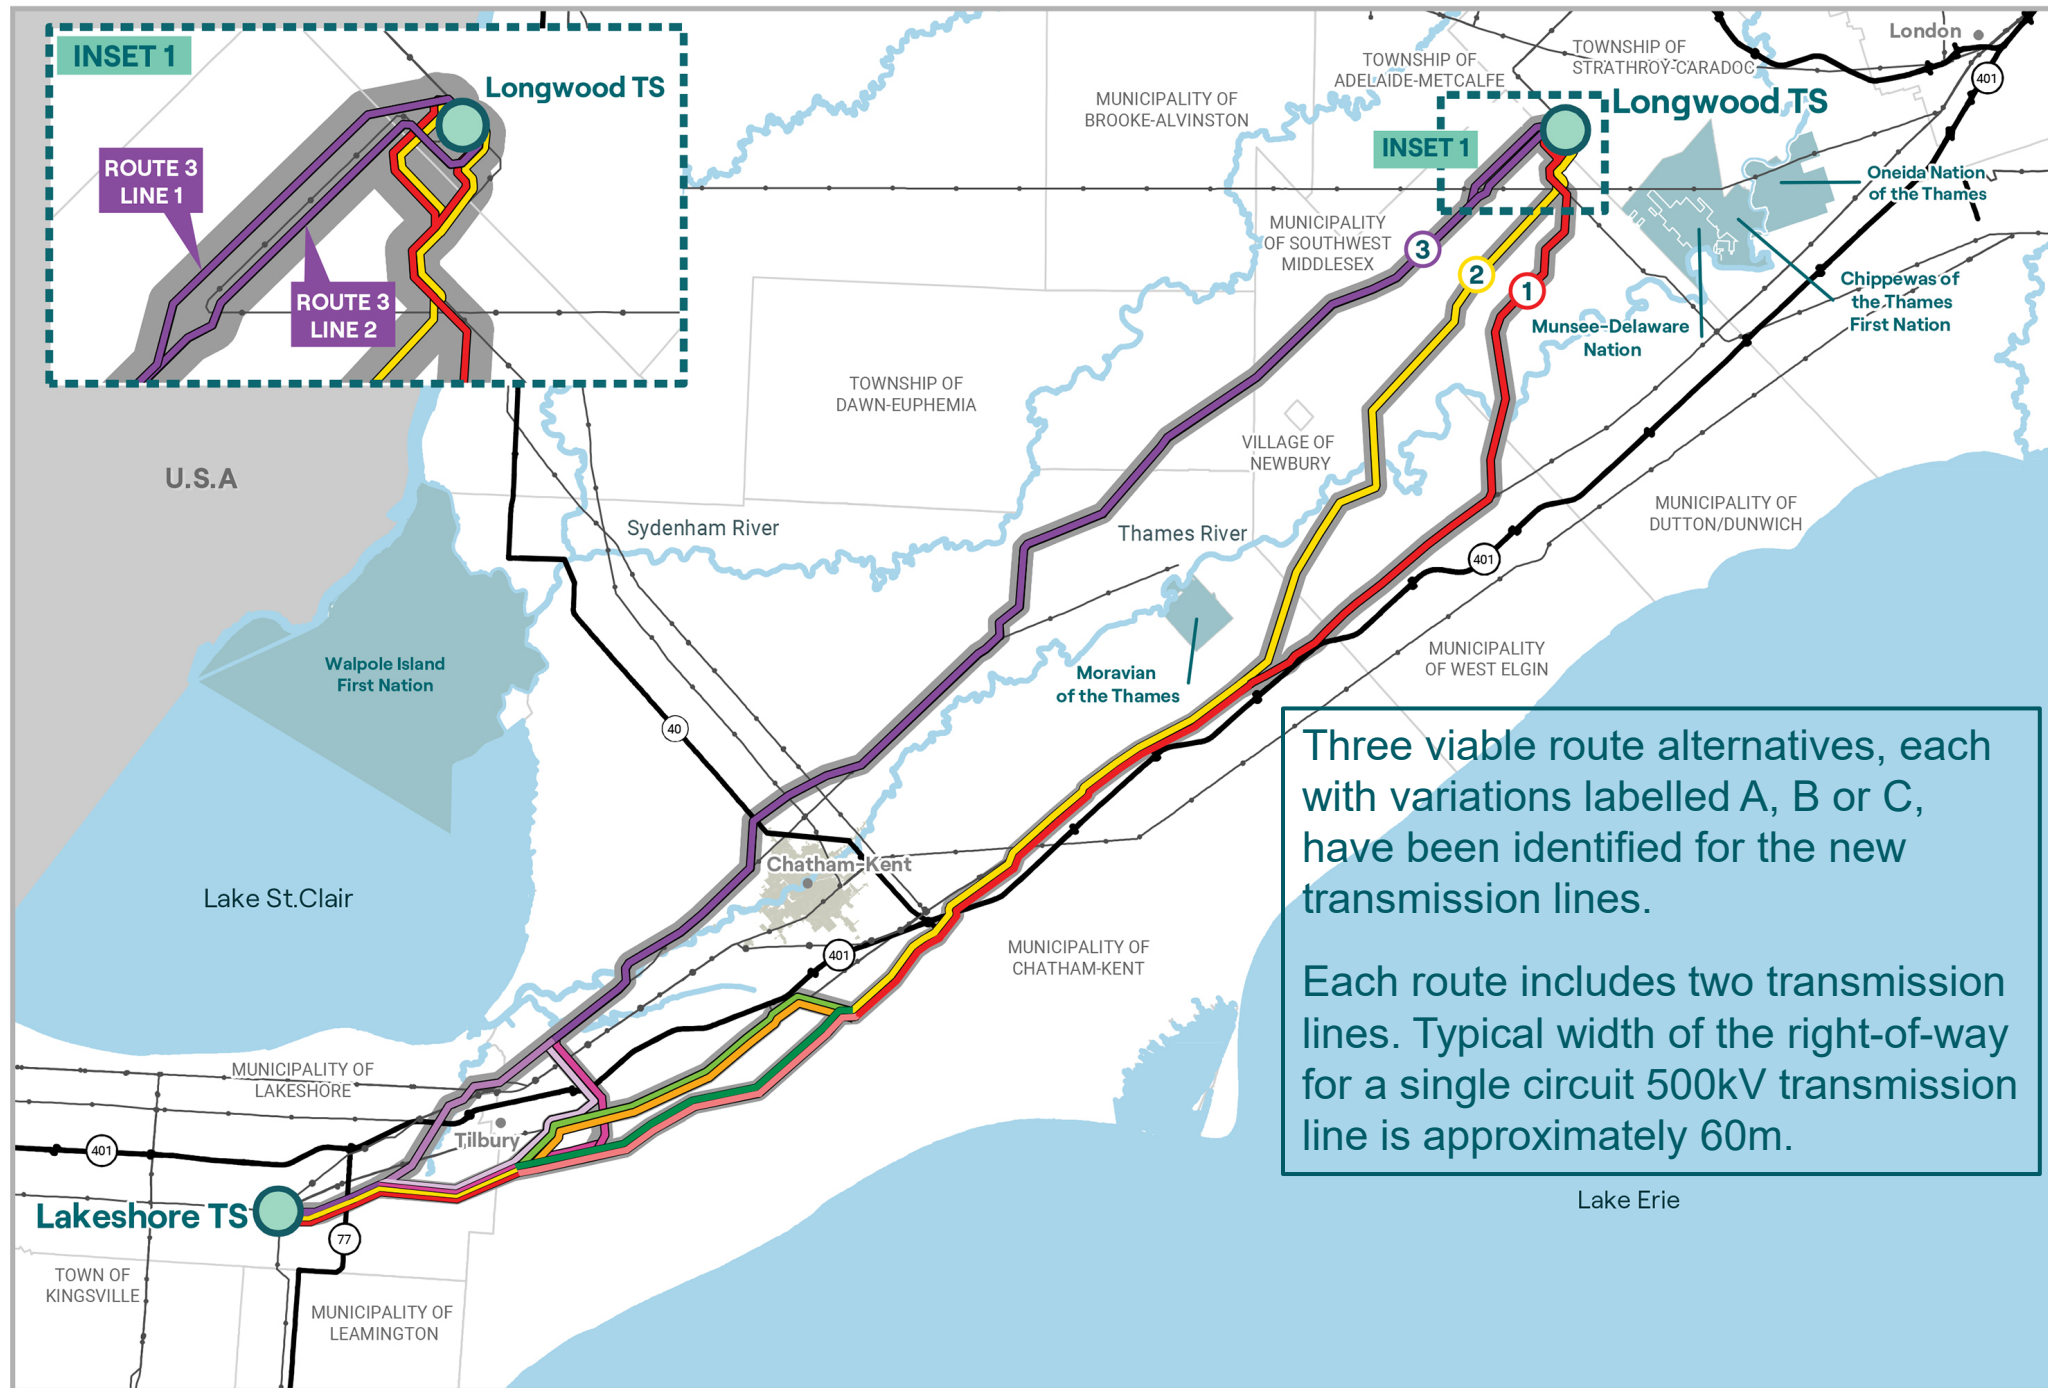 INSET 1
Longwood TS
ROUTE 3
LINE 1
ROUTE 3
LINE 2
London
401
TOWNSHIP OF
STRATHROY-CARADOC
TOWNSHIP OF
ADELAIDE-METCALFE
MUNICIPALITY OF
BROOKE-ALVINSTON
Longwood TS
INSET 1
Oneida Nation
of the Thames
MUNICIPALITY
OF SOUTHWEST
MIDDLESEX
3
2
1
Chippewas of
the Thames
First Nation
Munsee-Delaware
Nation
TOWNSHIP OF
DAWN-EUPHEMIA
VILLAGE OF
NEWBURY
U.S.A
MUNICIPALITY OF
DUTTON/DUNWICH
Sydenham River
Thames River
401
Walpole Island
First Nation
Moravian
of the Thames
MUNICIPALITY
OF WEST ELGIN
40
Three viable route alternatives, each
with variations labelled A, B or C,
have been identified for the new
transmission lines.
Each route includes two transmission
lines. Typical width of the right-of-way
for a single circuit 500kV transmission
line is approximately 60m.
Chatham-Kent
Lake St.Clair
401
MUNICIPALITY OF
CHATHAM-KENT
MUNICIPALITY OF
LAKESHORE
Tilbury
401
Lakeshore TS
77
Lake Erie
TOWN OF
KINGSVILLE
MUNICIPALITY OF
LEAMINGTON